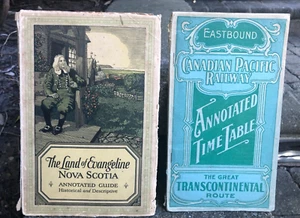 The Land of Evangeline
NOVA SCOTIA
ANNOTATED GUIDE
Historical and Descriptive
EASTBOUND
CANADIAN PACIFIC
RAILWAY
ANNOTATED
TIME TABLE
THE GREAT
TRANSCONTINENTAL
ROUTE